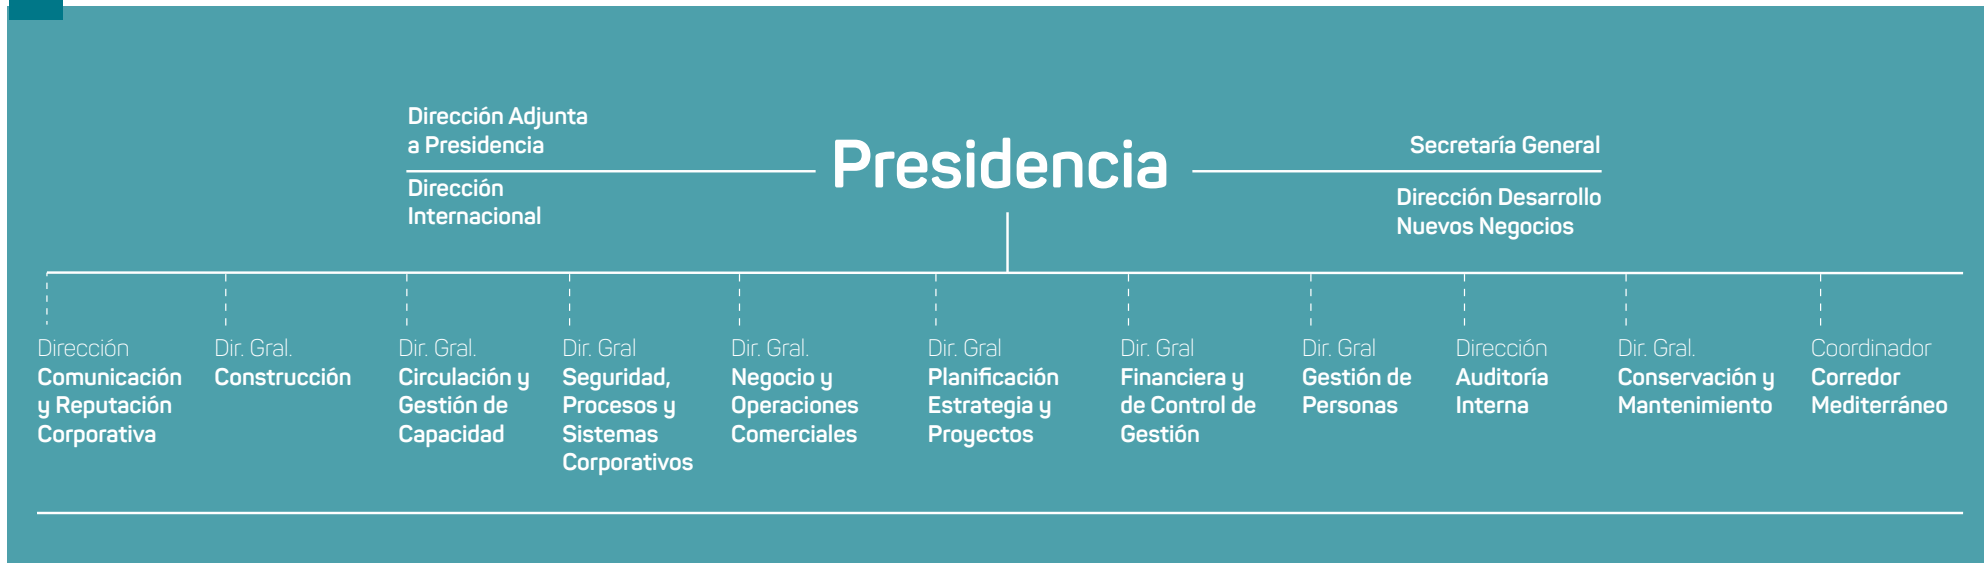 Dirección Adjunta
a Presidencia
Dirección
Internacional
Presidencia
Secretaría General
Dirección Desarrollo
Nuevos Negocios
Dirección
Comunicación
y Reputación
Corporativa
Dir. Gral.
Construcción
Dir. Gral.
Circulación y
Gestión de
Capacidad
Dir. Gral
Seguridad,
Procesos y
Sistemas
Corporativos
Dir. Gral.
Negocio y
Operaciones
Comerciales
Dir. Gral
Planificación
Estrategia y
Proyectos
Dir. Gral
Financiera y
de Control de
Gestión
Dir. Gral
Gestión de
Personas
Dirección
Auditoría
Interna
Dir. Gral.
Conservación y
Mantenimiento
Coordinador
Corredor
Mediterráneo